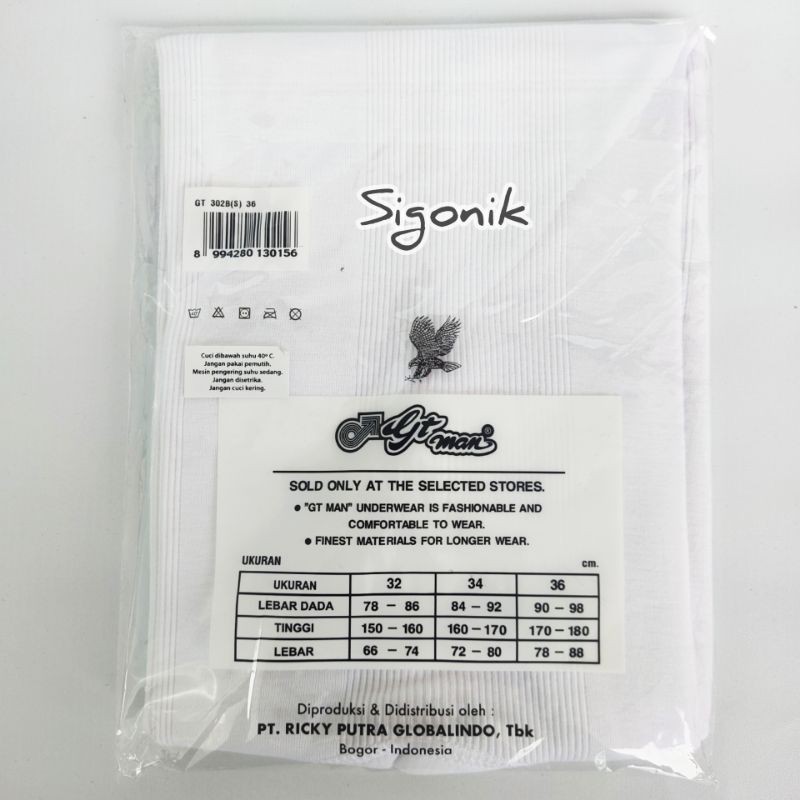 GT 302B(S) 36
8 994280 130156
Sigonik
Cuci dibawah suhu 40º C.
Jangan pakai pemutih.
Mesin pengering suhu sedang.
Jangan disetrika.
Jangan cuci kering.
Gt man ®
SOLD ONLY AT THE SELECTED STORES.
● "GT MAN" UNDERWEAR IS FASHIONABLE AND
COMFORTABLE TO WEAR.
● FINEST MATERIALS FOR LONGER WEAR.
UKURAN cm.
UKURAN 32 34 36
LEBAR DADA 78 - 86 84 - 92 90 - 98
TINGGI 150 - 160 160 - 170 170 - 180
LEBAR 66 - 74 72 - 80 78 - 88
Diproduksi & Didistribusi oleh :
PT. RICKY PUTRA GLOBALINDO, Tbk
Bogor - Indonesia